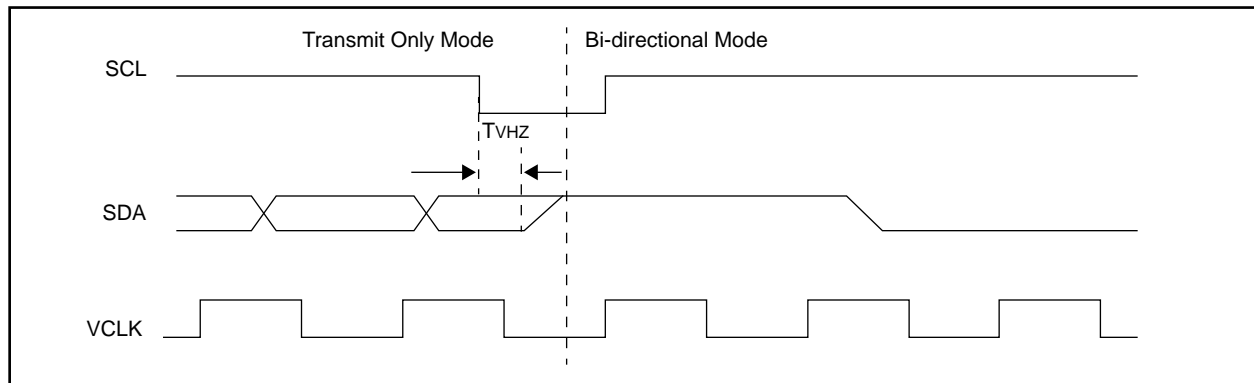 Transmit Only Mode
Bi-directional Mode
SCL
TVHZ
SDA
VCLK